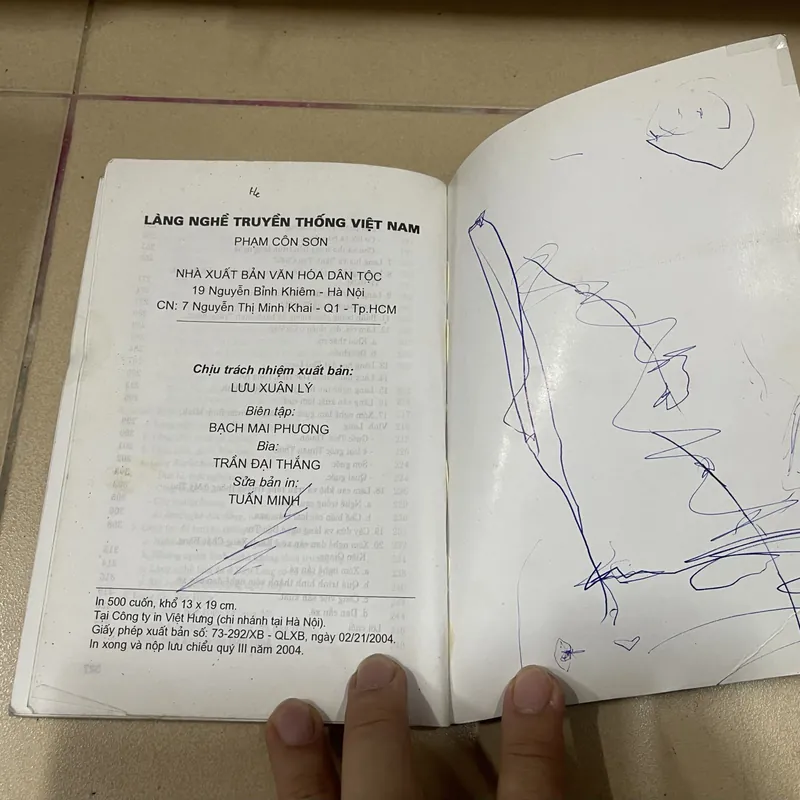 LÀNG NGHỀ TRUYỀN THỐNG VIỆT NAM
PHẠM CÔN SƠN
NHÀ XUẤT BẢN VĂN HÓA DÂN TỘC
19 Nguyễn Bỉnh Khiêm - Hà Nội
CN: 7 Nguyễn Thị Minh Khai - Q1 - Tp.HCM
Chịu trách nhiệm xuất bản:
LƯU XUÂN LÝ
Biên tập:
BẠCH MAI PHƯƠNG
Bìa:
TRẦN ĐẠI THẮNG
Sửa bản in:
TUẤN MINH
In 500 cuốn, khổ 13 x 19 cm.
Tại Công ty in Việt Hưng (chi nhánh tại Hà Nội).
Giấy phép xuất bản số: 73-292/XB - QLXB, ngày 02/21/2004.
In xong và nộp lưu chiểu quý III năm 2004.